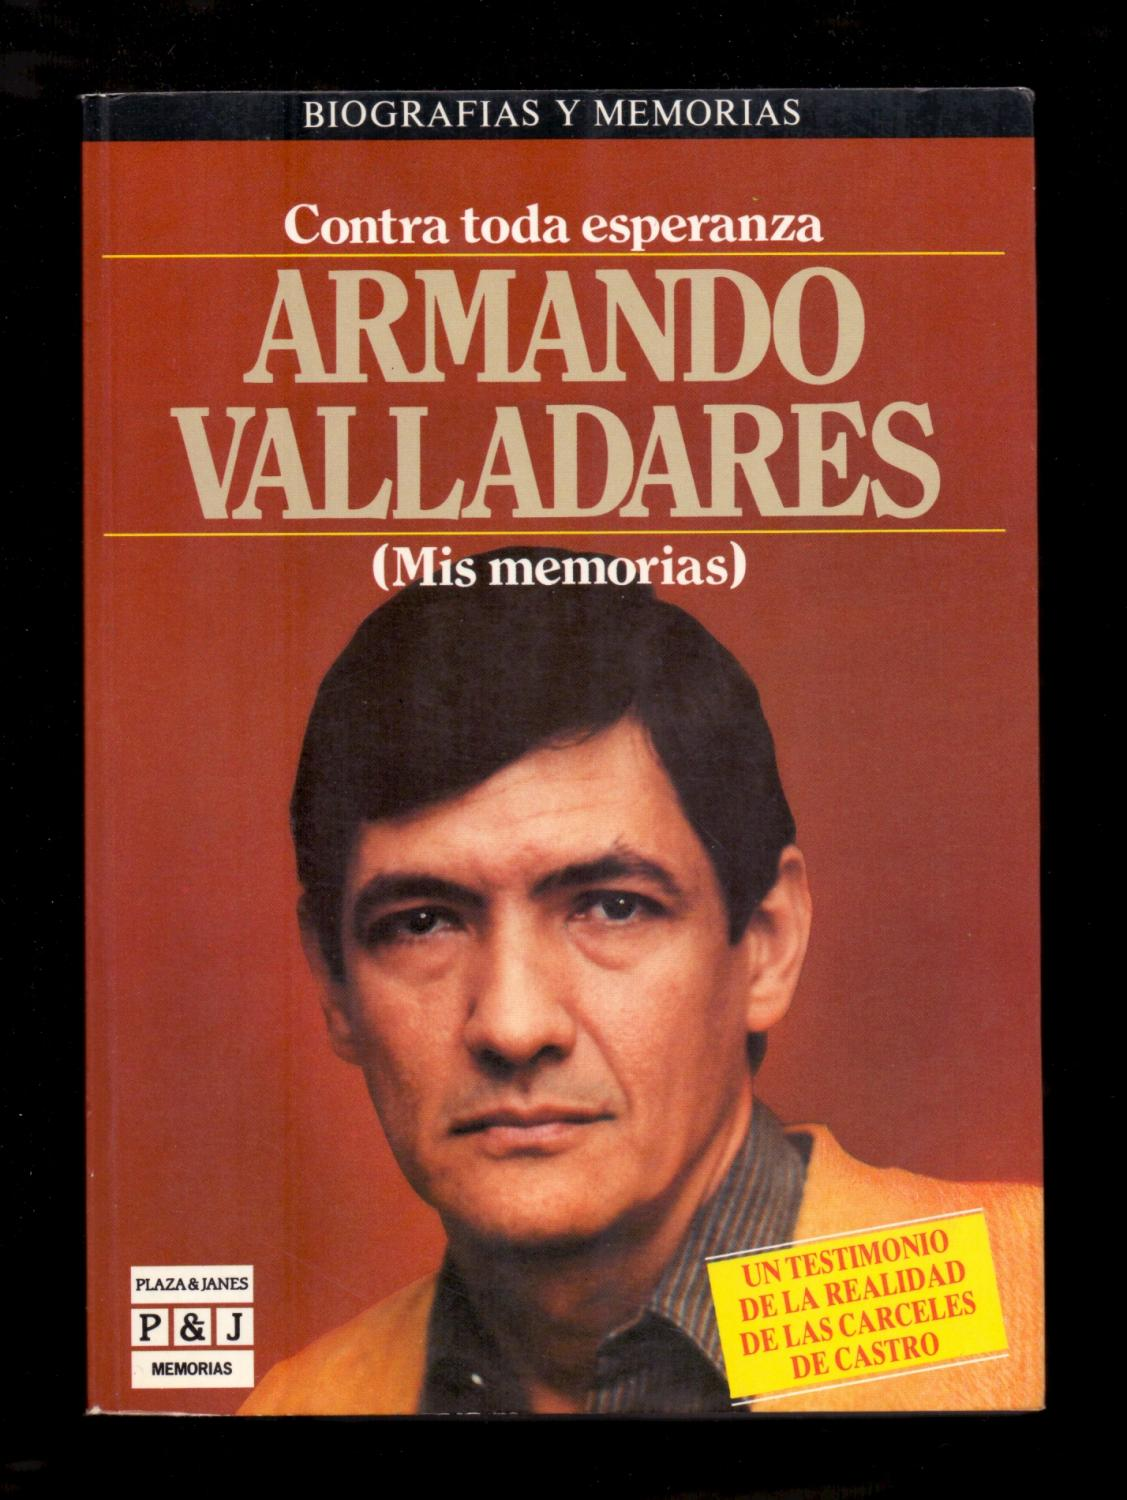 BIOGRAFIAS Y MEMORIAS
Contra toda esperanza
ARMANDO
VALLADARES
(Mis memorias)
UN TESTIMONIO
DE LA REALIDAD
DE LAS CARCELES
DE CASTRO
PLAZA & JANES
P & J
MEMORIAS